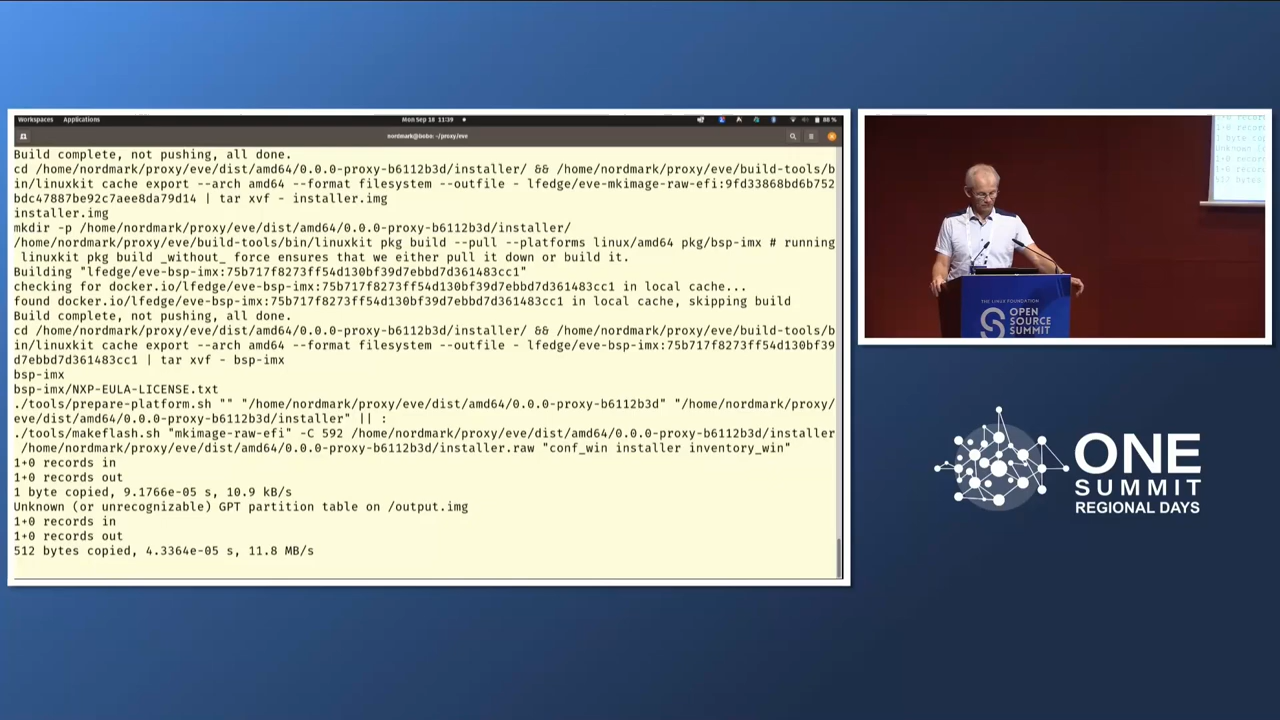 Workspaces Applications
Mon Sep 18 11:39
88 %
nordmark@bobo: ~/proxy/eve
Build complete, not pushing, all done.
cd /home/nordmark/proxy/eve/dist/amd64/0.0.0-proxy-b6112b3d/installer/ && /home/nordmark/proxy/eve/build-tools/b
in/linuxkit cache export --arch amd64 --format filesystem --outfile - lfedge/eve-mkimage-raw-efi:9fd33868bd6b752
bdc47887be92c7aee8da79d14 | tar xvf - installer.img
installer.img
mkdir -p /home/nordmark/proxy/eve/dist/amd64/0.0.0-proxy-b6112b3d/installer/
/home/nordmark/proxy/eve/build-tools/bin/linuxkit pkg build --pull --platforms linux/amd64 pkg/bsp-imx # running
linuxkit pkg build _without_ force ensures that we either pull it down or build it.
Building "lfedge/eve-bsp-imx:75b717f8273ff54d130bf39d7ebbd7d361483cc1"
checking for docker.io/lfedge/eve-bsp-imx:75b717f8273ff54d130bf39d7ebbd7d361483cc1 in local cache...
found docker.io/lfedge/eve-bsp-imx:75b717f8273ff54d130bf39d7ebbd7d361483cc1 in local cache, skipping build
Build complete, not pushing, all done.
cd /home/nordmark/proxy/eve/dist/amd64/0.0.0-proxy-b6112b3d/installer/ && /home/nordmark/proxy/eve/build-tools/b
in/linuxkit cache export --arch amd64 --format filesystem --outfile - lfedge/eve-bsp-imx:75b717f8273ff54d130bf39
d7ebbd7d361483cc1 | tar xvf - bsp-imx
bsp-imx
bsp-imx/NXP-EULA-LICENSE.txt
./tools/prepare-platform.sh "" "/home/nordmark/proxy/eve/dist/amd64/0.0.0-proxy-b6112b3d" "/home/nordmark/proxy/
eve/dist/amd64/0.0.0-proxy-b6112b3d/installer" || :
./tools/makeflash.sh "mkimage-raw-efi" -C 592 /home/nordmark/proxy/eve/dist/amd64/0.0.0-proxy-b6112b3d/installer
/home/nordmark/proxy/eve/dist/amd64/0.0.0-proxy-b6112b3d/installer.raw "conf_win installer inventory_win"
1+0 records in
1+0 records out
1 byte copied, 9.1766e-05 s, 10.9 kB/s
Unknown (or unrecognizable) GPT partition table on /output.img
1+0 records in
1+0 records out
512 bytes copied, 4.3364e-05 s, 11.8 MB/s
THE LINUX FOUNDATION
OPEN
SOURCE
SUMMIT
ONE
SUMMIT
REGIONAL DAYS